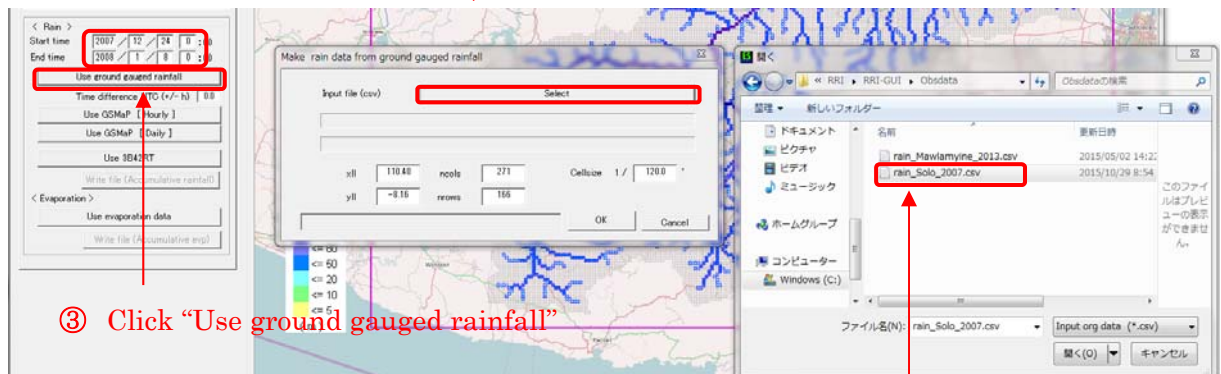 < Rain >
Start time 2007 / 12 / 24 0 : 00
End time 2008 / 1 / 8 0 : 00
Use ground gauged rainfall
Time difference UTC (+/- h) 0.0
Use GSMaP [Hourly ]
Use GSMaP [Daily ]
Use 3B42RT
Write file (Accumulative rainfall)
< Evaporation >
Use evaporation data
Write file (Accumulative evp)
<= 60
<= 20
<= 10
<= 5
③ Click “Use ground gauged rainfall”
Make rain data from ground gauged rainfall
Input file (csv) Select
xll 110.48 ncols 271 Cellsize 1 / 120.0 °
yll -8.16 nrows 166
OK Cancel
開く
« RRI ▸ RRI-GUI ▸ Obsdata
Obsdataの検索
整理 新しいフォルダー
ドキュメント
ピクチャ
ビデオ
ミュージック
ホームグループ
コンピューター
Windows (C:)
名前 更新日時
rain_Mawlamyine_2013.csv 2015/05/02 14:22
rain_Solo_2007.csv 2015/10/29 8:54
このファイ
ルはプレビ
ューの表示
ができませ
ん。
ファイル名(N): rain_Solo_2007.csv Input org data (*.csv)
開く(O) キャンセル